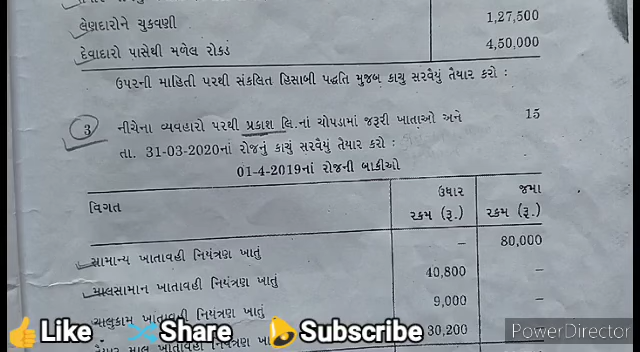 લેણદારોને ચુકવણી 1,27,500
દેવાદારો પાસેથી મળેલ રોકડ 4,50,000
ઉપરની માહિતી પરથી સંકલિત હિસાબી પદ્ધતિ મુજબ કાચુ સરવૈયું તૈયાર કરો :
3 નીચેના વ્યવહારો પરથી પ્રકાશ લિ.નાં ચોપડામાં જરૂરી ખાતાઓ અને 15
તા. 31-03-2020નાં રોજનું કાચું સરવૈયું તૈયાર કરો :
01-4-2019નાં રોજની બાકીઓ
વિગત ઉધાર જમા
રકમ (રૂ.) રકમ (રૂ.)
સામાન્ય ખાતાવહી નિયંત્રણ ખાતું – 80,000
માલસામાન ખાતાવહી નિયંત્રણ ખાતું 40,800 –
ચાલુકામ ખાતાવહી નિયંત્રણ ખાતું 9,000 –
તૈયાર માલ ખાતાવહી નિયંત્રણ 30,200
Like Share Subscribe
PowerDirector